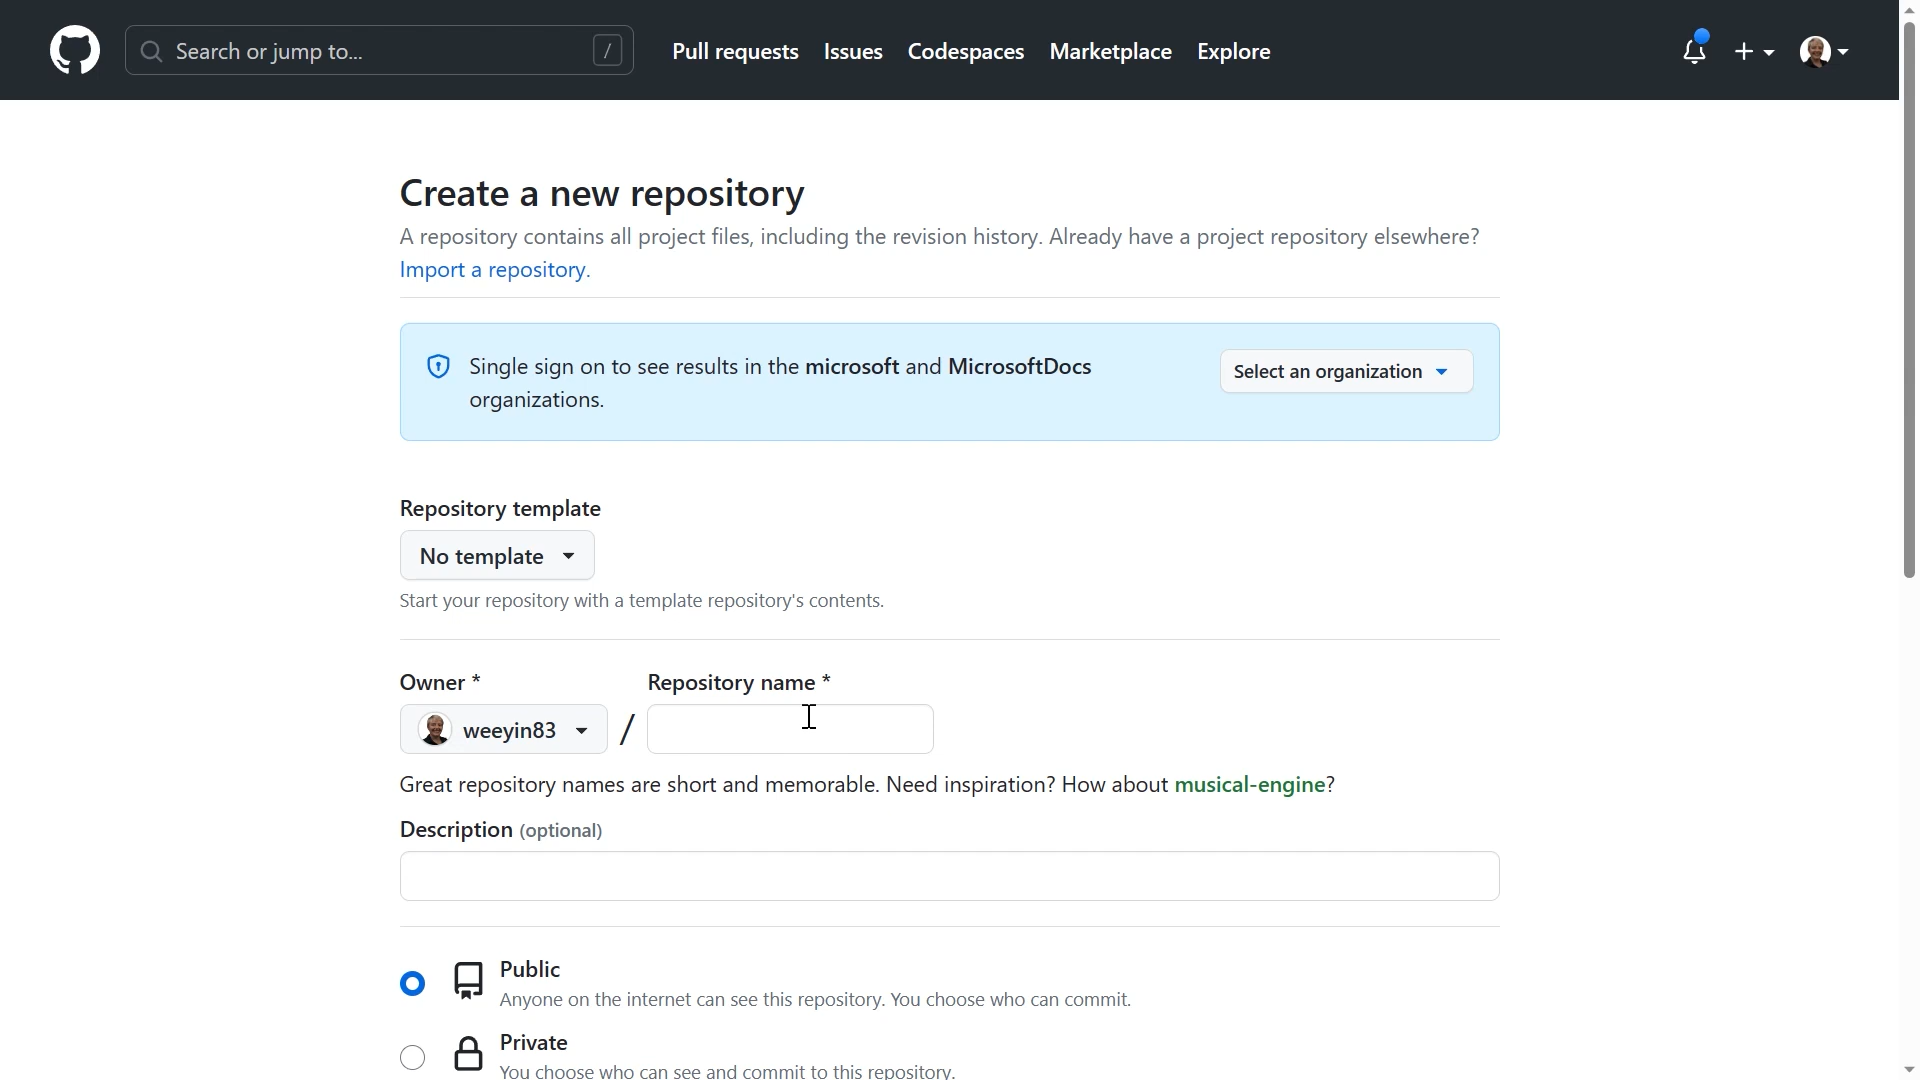 Search or jump to...
/
Pull requests
Issues
Codespaces
Marketplace
Explore
Create a new repository
A repository contains all project files, including the revision history. Already have a project repository elsewhere?
Import a repository.
Single sign on to see results in the microsoft and MicrosoftDocs
organizations.
Select an organization
Repository template
No template
Start your repository with a template repository's contents.
Owner *
Repository name *
weeyin83
/
Great repository names are short and memorable. Need inspiration? How about musical-engine?
Description (optional)
Public
Anyone on the internet can see this repository. You choose who can commit.
Private
You choose who can see and commit to this repository.